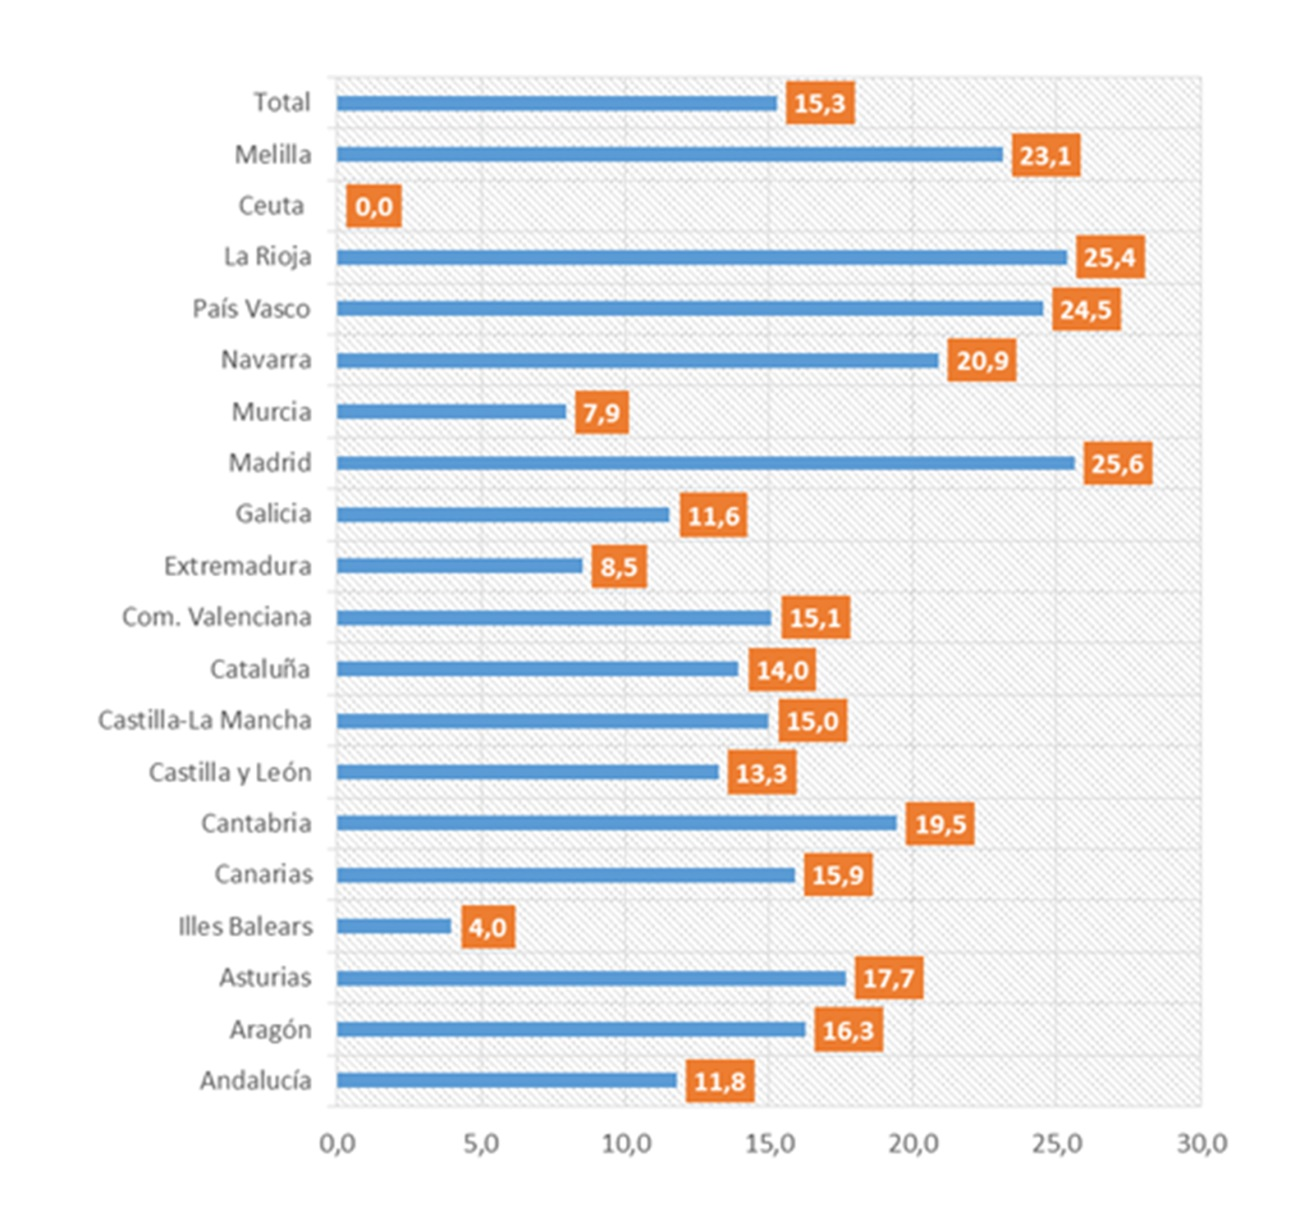 Total 15,3
Melilla 23,1
Ceuta 0,0
La Rioja 25,4
País Vasco 24,5
Navarra 20,9
Murcia 7,9
Madrid 25,6
Galicia 11,6
Extremadura 8,5
Com. Valenciana 15,1
Cataluña 14,0
Castilla-La Mancha 15,0
Castilla y León 13,3
Cantabria 19,5
Canarias 15,9
Illes Balears 4,0
Asturias 17,7
Aragón 16,3
Andalucía 11,8
0,0 5,0 10,0 15,0 20,0 25,0 30,0